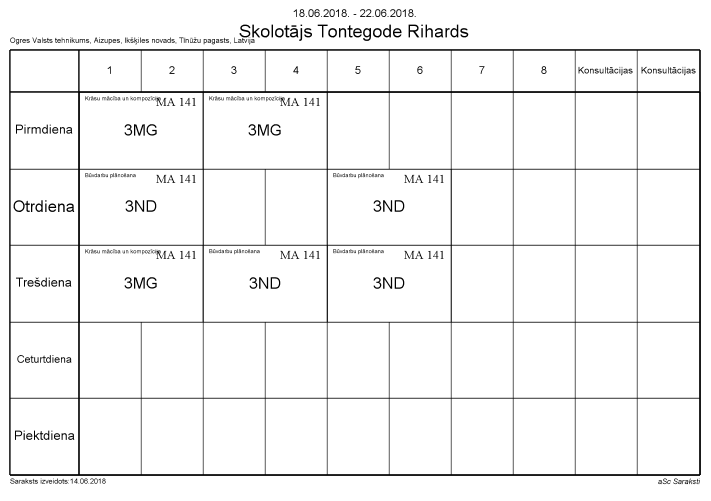 18.06.2018. - 22.06.2018.
Skolotājs Tontegode Rihards
Ogres Valsts tehnikums, Aizupes, Ikšķiles novads, Tīnūžu pagasts, Latvija
1 2 3 4 5 6 7 8 Konsultācijas Konsultācijas
Pirmdiena
Krāsu mācība un kompozīcija MA 141
3MG
Krāsu mācība un kompozīcija MA 141
3MG
Otrdiena
Būvdarbu plānošana MA 141
3ND
Būvdarbu plānošana MA 141
3ND
Trešdiena
Krāsu mācība un kompozīcija MA 141
3MG
Būvdarbu plānošana MA 141
3ND
Būvdarbu plānošana MA 141
3ND
Ceturtdiena
Piektdiena
Saraksts izveidots:14.06.2018
aSc Saraksti